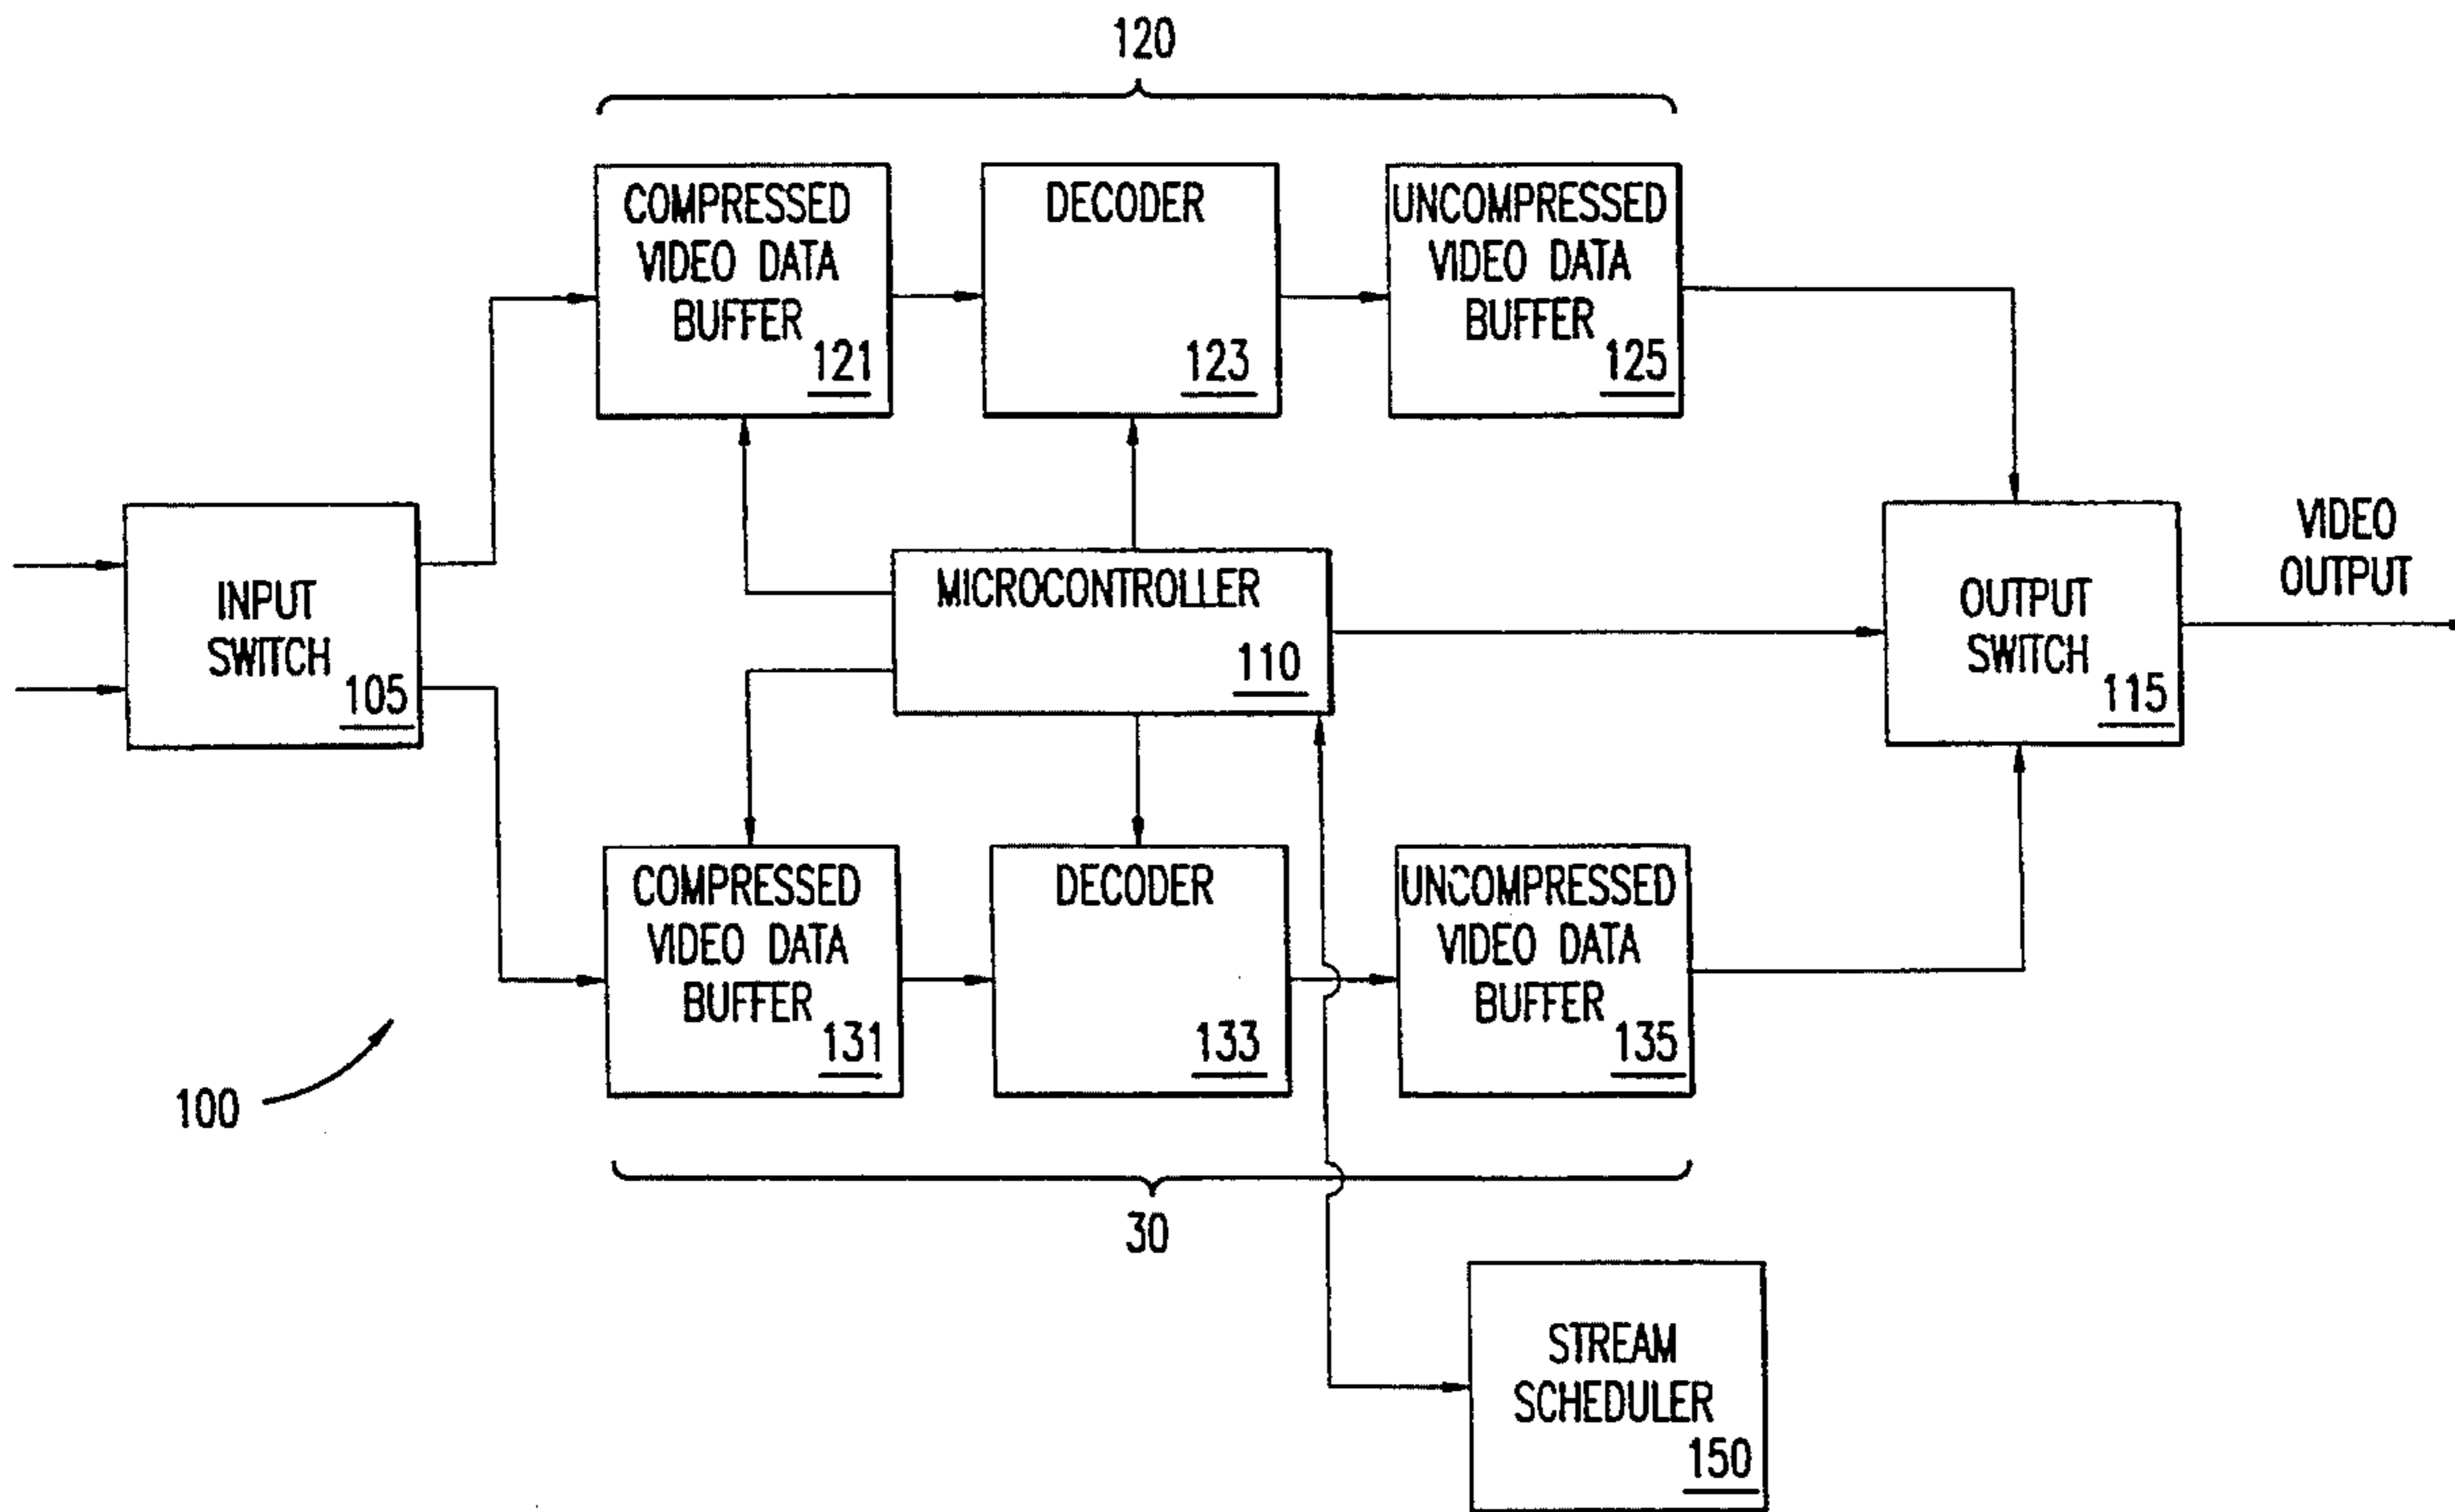 120
COMPRESSED
VIDEO DATA
BUFFER
121
DECODER
123
UNCOMPRESSED
VIDEO DATA
BUFFER
125
INPUT
SWITCH
105
MICROCONTROLLER
110
OUTPUT
SWITCH
115
VIDEO
OUTPUT
COMPRESSED
VIDEO DATA
BUFFER
131
DECODER
133
UNCOMPRESSED
VIDEO DATA
BUFFER
135
100
30
STREAM
SCHEDULER
150